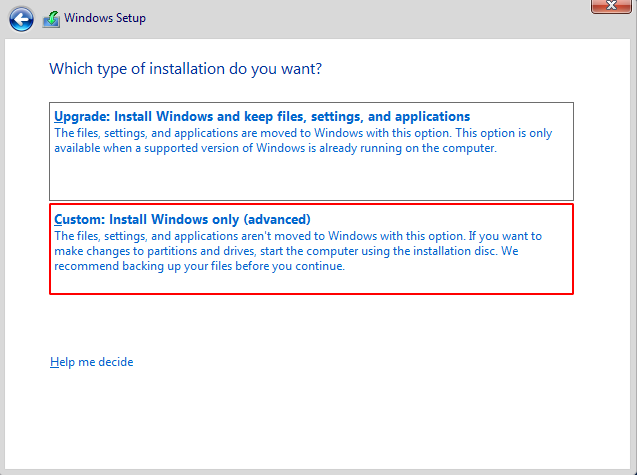 Windows Setup
Which type of installation do you want?
Upgrade: Install Windows and keep files, settings, and applications
The files, settings, and applications are moved to Windows with this option. This option is only
available when a supported version of Windows is already running on the computer.
Custom: Install Windows only (advanced)
The files, settings, and applications aren't moved to Windows with this option. If you want to
make changes to partitions and drives, start the computer using the installation disc. We
recommend backing up your files before you continue.
Help me decide